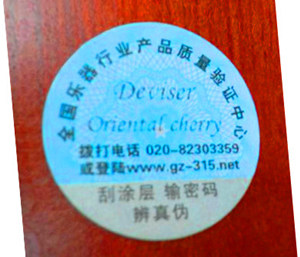 全国乐器行业产品质量验证中心
Deviser
Oriental cherry
拨打电话 020-82303359
或登陆www.gz-315.net
刮涂层 输密码
辨真伪